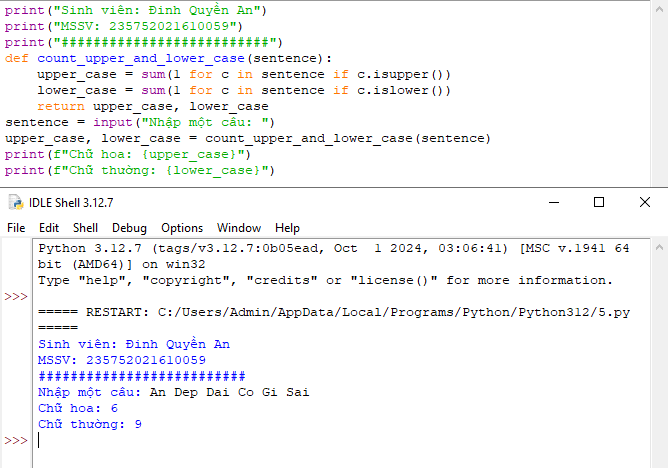 print("Sinh viên: Đinh Quyền An")
print("MSSV: 235752021610059")
print("##########################")
def count_upper_and_lower_case(sentence):
    upper_case = sum(1 for c in sentence if c.isupper())
    lower_case = sum(1 for c in sentence if c.islower())
    return upper_case, lower_case
sentence = input("Nhập một câu: ")
upper_case, lower_case = count_upper_and_lower_case(sentence)
print(f"Chữ hoa: {upper_case}")
print(f"Chữ thường: {lower_case}")
IDLE Shell 3.12.7
File Edit Shell Debug Options Window Help
Python 3.12.7 (tags/v3.12.7:0b05ead, Oct  1 2024, 03:06:41) [MSC v.1941 64
bit (AMD64)] on win32
Type "help", "copyright", "credits" or "license()" for more information.
>>>
===== RESTART: C:/Users/Admin/AppData/Local/Programs/Python/Python312/5.py
=====
Sinh viên: Đinh Quyền An
MSSV: 235752021610059
##########################
Nhập một câu: An Dep Dai Co Gi Sai
Chữ hoa: 6
Chữ thường: 9
>>>